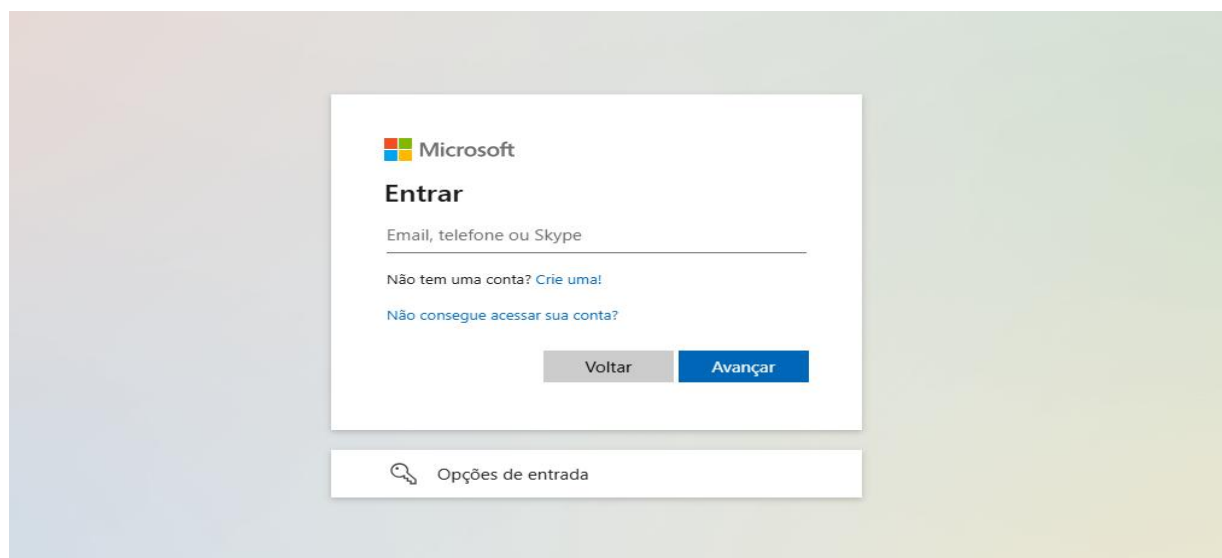 Microsoft
Entrar
Email, telefone ou Skype
Não tem uma conta? Crie uma!
Não consegue acessar sua conta?
Voltar Avançar
Opções de entrada